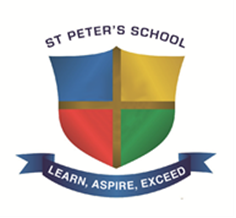 ST PETER'S SCHOOL
LEARN, ASPIRE, EXCEED